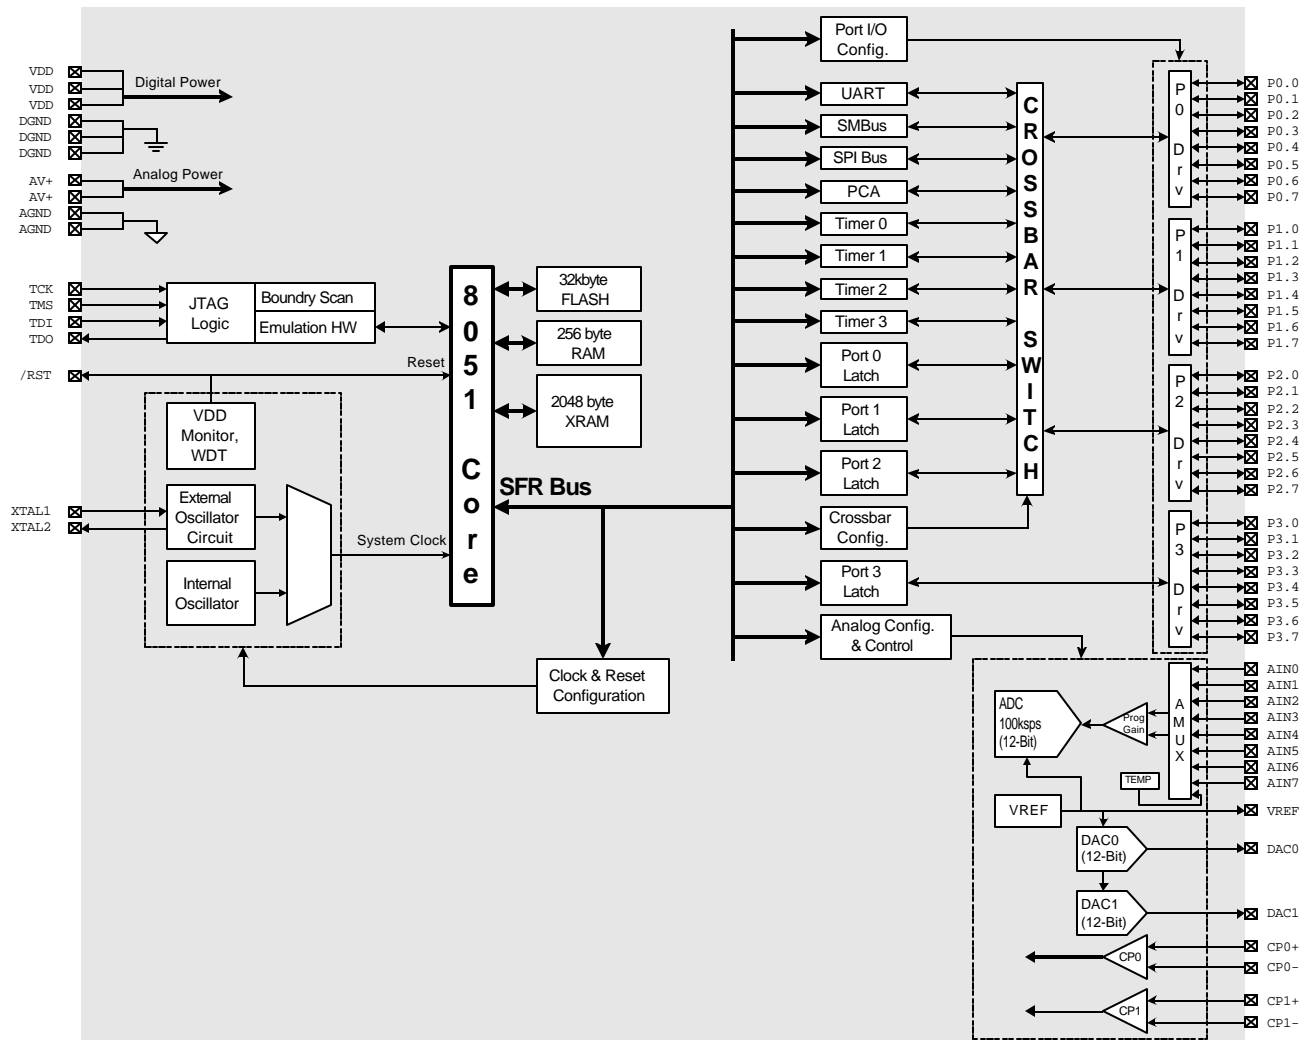 VDD
VDD
VDD
DGND
DGND
DGND
Digital Power
AV+
AV+
AGND
AGND
Analog Power
TCK
TMS
TDI
TDO
JTAG
Logic
Boundry Scan
Emulation HW
/RST
Reset
VDD
Monitor,
WDT
XTAL1
XTAL2
External
Oscillator
Circuit
Internal
Oscillator
System Clock
8051 Core
32kbyte
FLASH
256 byte
RAM
2048 byte
XRAM
SFR Bus
Clock & Reset
Configuration
Port I/O
Config.
UART
SMBus
SPI Bus
PCA
Timer 0
Timer 1
Timer 2
Timer 3
Port 0
Latch
Port 1
Latch
Port 2
Latch
Crossbar
Config.
Port 3
Latch
Analog Config.
& Control
CROSSBAR SWITCH
P0 Drv
P1 Drv
P2 Drv
P3 Drv
P0.0
P0.1
P0.2
P0.3
P0.4
P0.5
P0.6
P0.7
P1.0
P1.1
P1.2
P1.3
P1.4
P1.5
P1.6
P1.7
P2.0
P2.1
P2.2
P2.3
P2.4
P2.5
P2.6
P2.7
P3.0
P3.1
P3.2
P3.3
P3.4
P3.5
P3.6
P3.7
ADC
100ksps
(12-Bit)
Prog
Gain
AMUX
TEMP
VREF
DAC0
(12-Bit)
DAC1
(12-Bit)
CP0
CP1
AIN0
AIN1
AIN2
AIN3
AIN4
AIN5
AIN6
AIN7
VREF
DAC0
DAC1
CP0+
CP0-
CP1+
CP1-